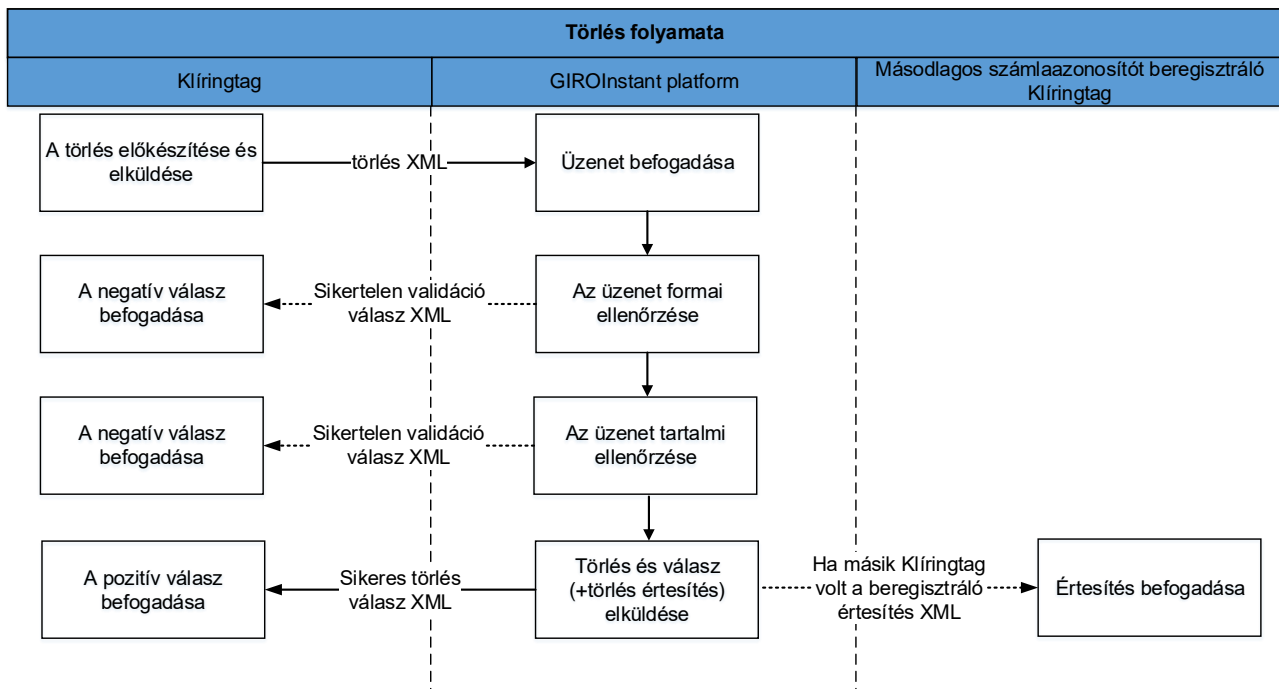 Törlés folyamata
Klíringtag
GIROInstant platform
Másodlagos számlaazonosítót beregisztráló
Klíringtag
A törlés előkészítése és
elküldése
törlés XML
Üzenet befogadása
A negatív válasz
befogadása
Sikertelen validáció
válasz XML
Az üzenet formai
ellenőrzése
A negatív válasz
befogadása
Sikertelen validáció
válasz XML
Az üzenet tartalmi
ellenőrzése
A pozitív válasz
befogadása
Sikeres törlés
válasz XML
Törlés és válasz
(+törlés értesítés)
elküldése
Ha másik Klíringtag
volt a beregisztráló
értesítés XML
Értesítés befogadása